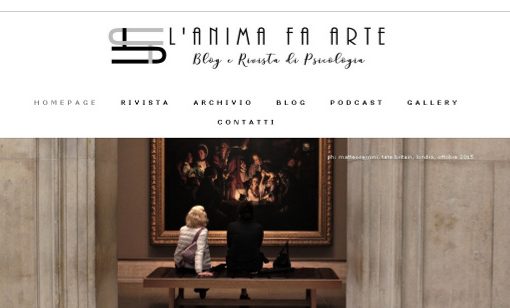 L'ANIMA FA ARTE
Blog e Rivista di Psicologia
HOMEPAGE RIVISTA ARCHIVIO BLOG PODCAST GALLERY
CONTATTI
ph: matteo ramini, tate britain, londra, ottobre 2015